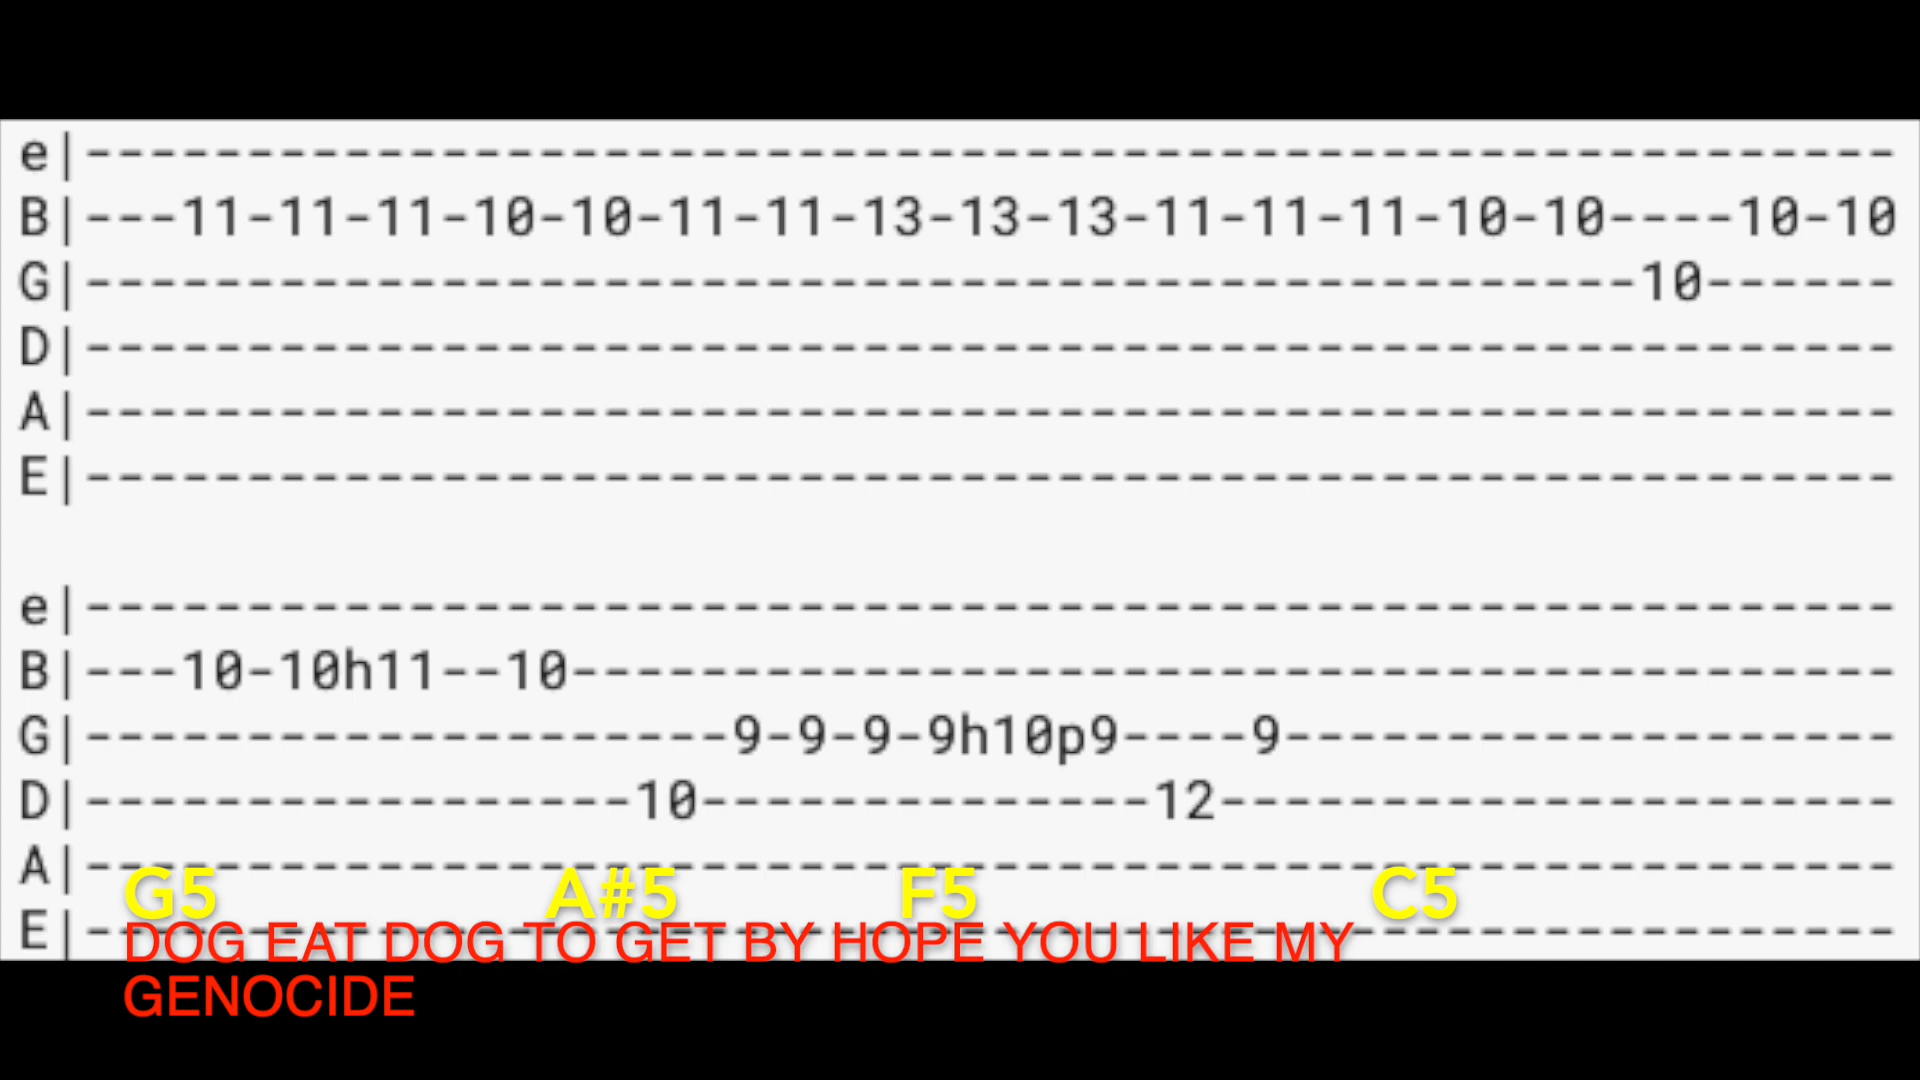 e|--------------------------------------------------------
B|---11-11-11-10-10-11-11-13-13-13-11-11-11-10-10----10-10
G|------------------------------------------------10------
D|--------------------------------------------------------
A|--------------------------------------------------------
E|--------------------------------------------------------
e|--------------------------------------------------------
B|---10-10h11--10-----------------------------------------
G|--------------------9-9-9-9h10p9----9-------------------
D|-----------------10--------------12---------------------
A|--------------------------------------------------------
G5 A#5 F5 C5
E|--------------------------------------------------------
DOG EAT DOG TO GET BY HOPE YOU LIKE MY
GENOCIDE